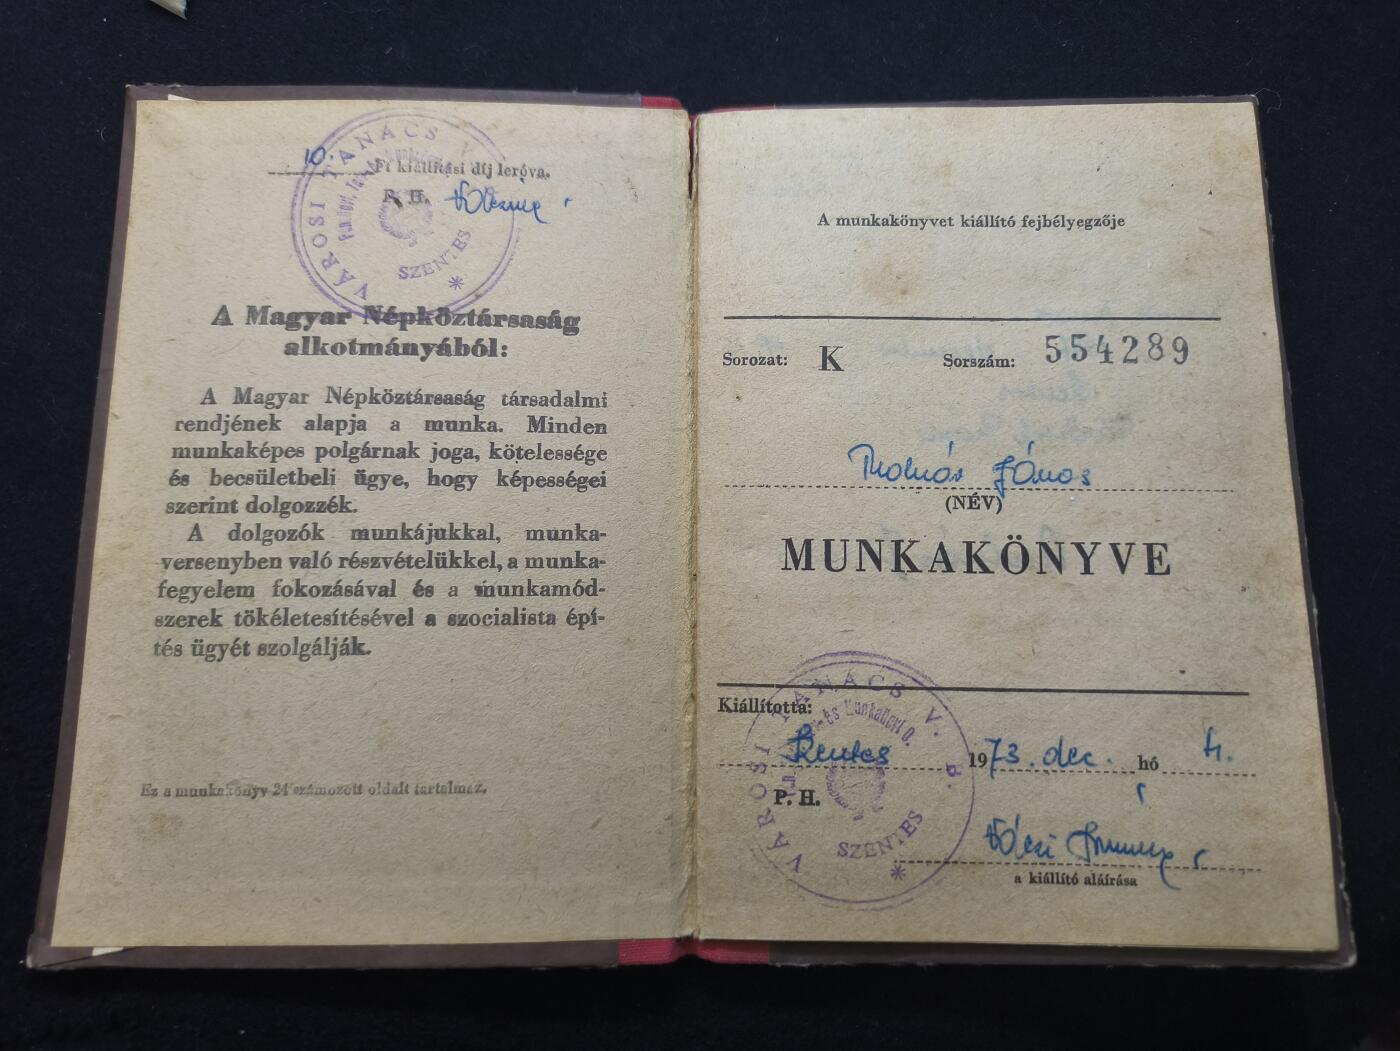 10. Ft kiállítási díj leróva.
P. H.
VÁROSI TANÁCS
SZENTES
A Magyar Népköztársaság
alkotmányából:
A Magyar Népköztársaság társadalmi
rendjének alapja a munka. Minden
munkaképes polgárnak joga, kötelessége
és becsületbeli ügye, hogy képességei
szerint dolgozzék.
A dolgozók munkájukkal, munka-
versenyben való részvételükkel, a munka-
fegyelem fokozásával és a munkamód-
szerek tökéletesítésével a szocialista épí-
tés ügyét szolgálják.
Ez a munkakönyv 24 számozott oldalt tartalmaz.
A munkakönyvet kiállító fejbélyegzője
Sorozat: K Sorszám: 554289
János
(NÉV)
MUNKAKÖNYVE
Kiállította:
Szentes 1973. dec. hó 4.
P. H.
VÁROSI TANÁCS V. B.
és Munkaügyi O.
SZENTES
a kiállító aláírása